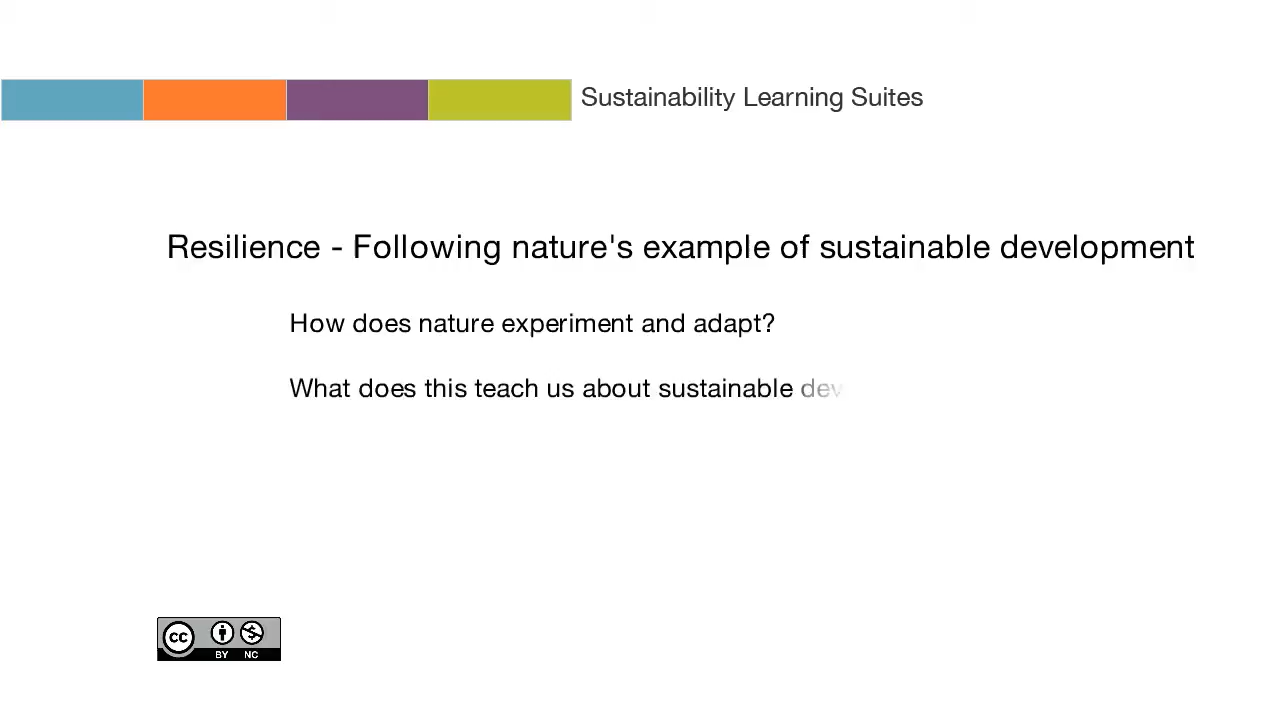 Sustainability Learning Suites
Resilience - Following nature's example of sustainable development
How does nature experiment and adapt?
What does this teach us about sustainable
cc
BY NC